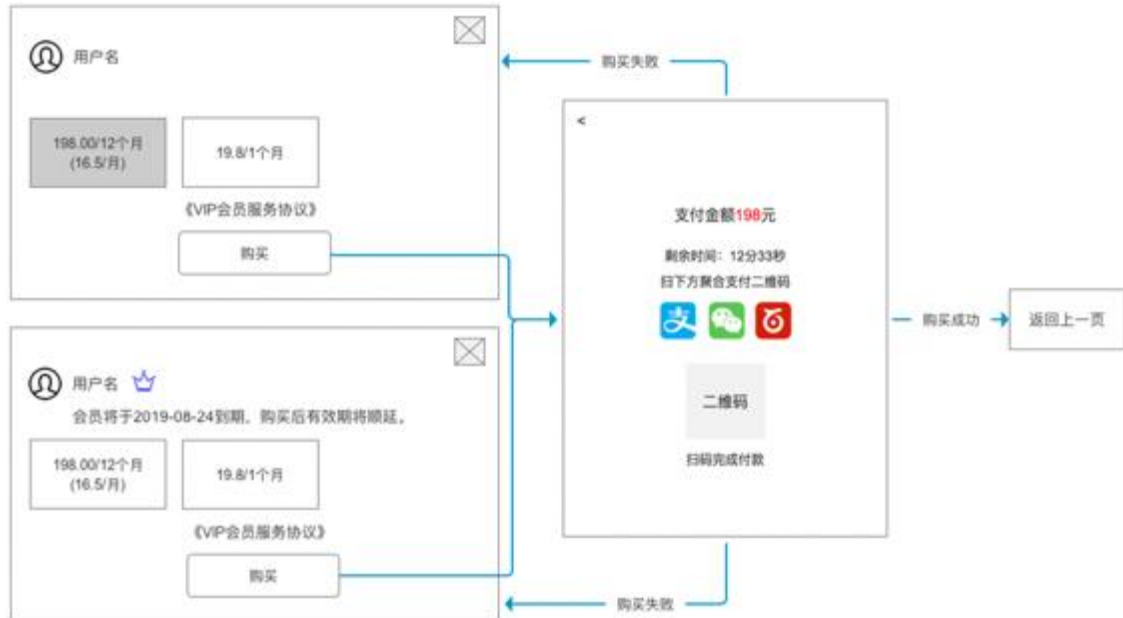 用户名
198.00/12个月
(16.5/月)
19.8/1个月
《VIP会员服务协议》
购买
用户名
会员将于2019-08-24到期。购买后有效期将顺延。
198.00/12个月
(16.5/月)
19.8/1个月
《VIP会员服务协议》
购买
购买失败
<
支付金额198元
剩余时间：12分33秒
扫下方聚合支付二维码
支
二维码
扫码完成付款
购买失败
购买成功
返回上一页